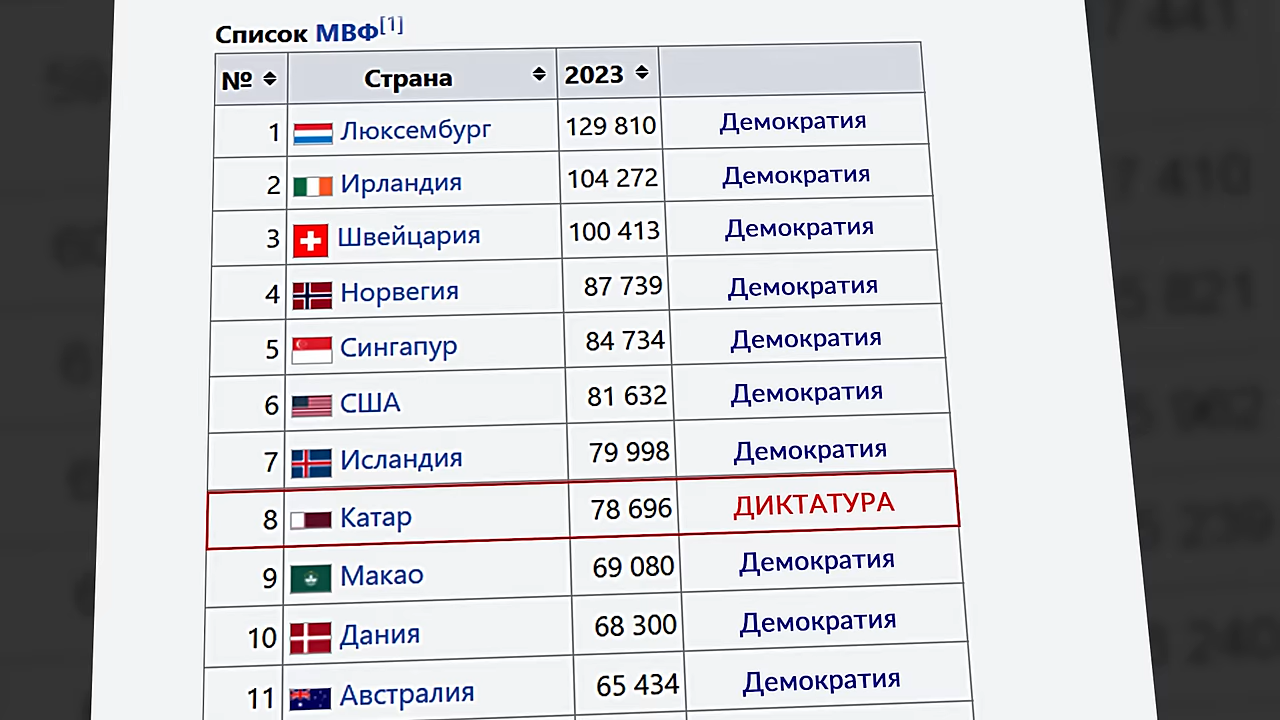 Список МВФ[1]
№ Страна 2023
1 Люксембург 129 810 Демократия
2 Ирландия 104 272 Демократия
3 Швейцария 100 413 Демократия
4 Норвегия 87 739 Демократия
5 Сингапур 84 734 Демократия
6 США 81 632 Демократия
7 Исландия 79 998 Демократия
8 Катар 78 696 ДИКТАТУРА
9 Макао 69 080 Демократия
10 Дания 68 300 Демократия
11 Австралия 65 434 Демократия